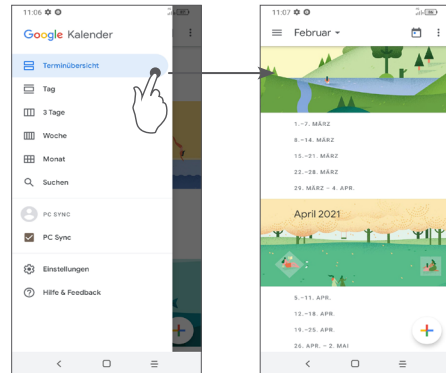 11:06
Google Kalender
Terminübersicht
Tag
3 Tage
Woche
Monat
Suchen
PC SYNC
PC Sync
Einstellungen
Hilfe & Feedback
11:07
Februar
1.–7. MÄRZ
8.–14. MÄRZ
15.–21. MÄRZ
22.–28. MÄRZ
29. MÄRZ – 4. APR.
April 2021
5.–11. APR.
12.–18. APR.
19.–25. APR.
26. APR. – 2. MAI